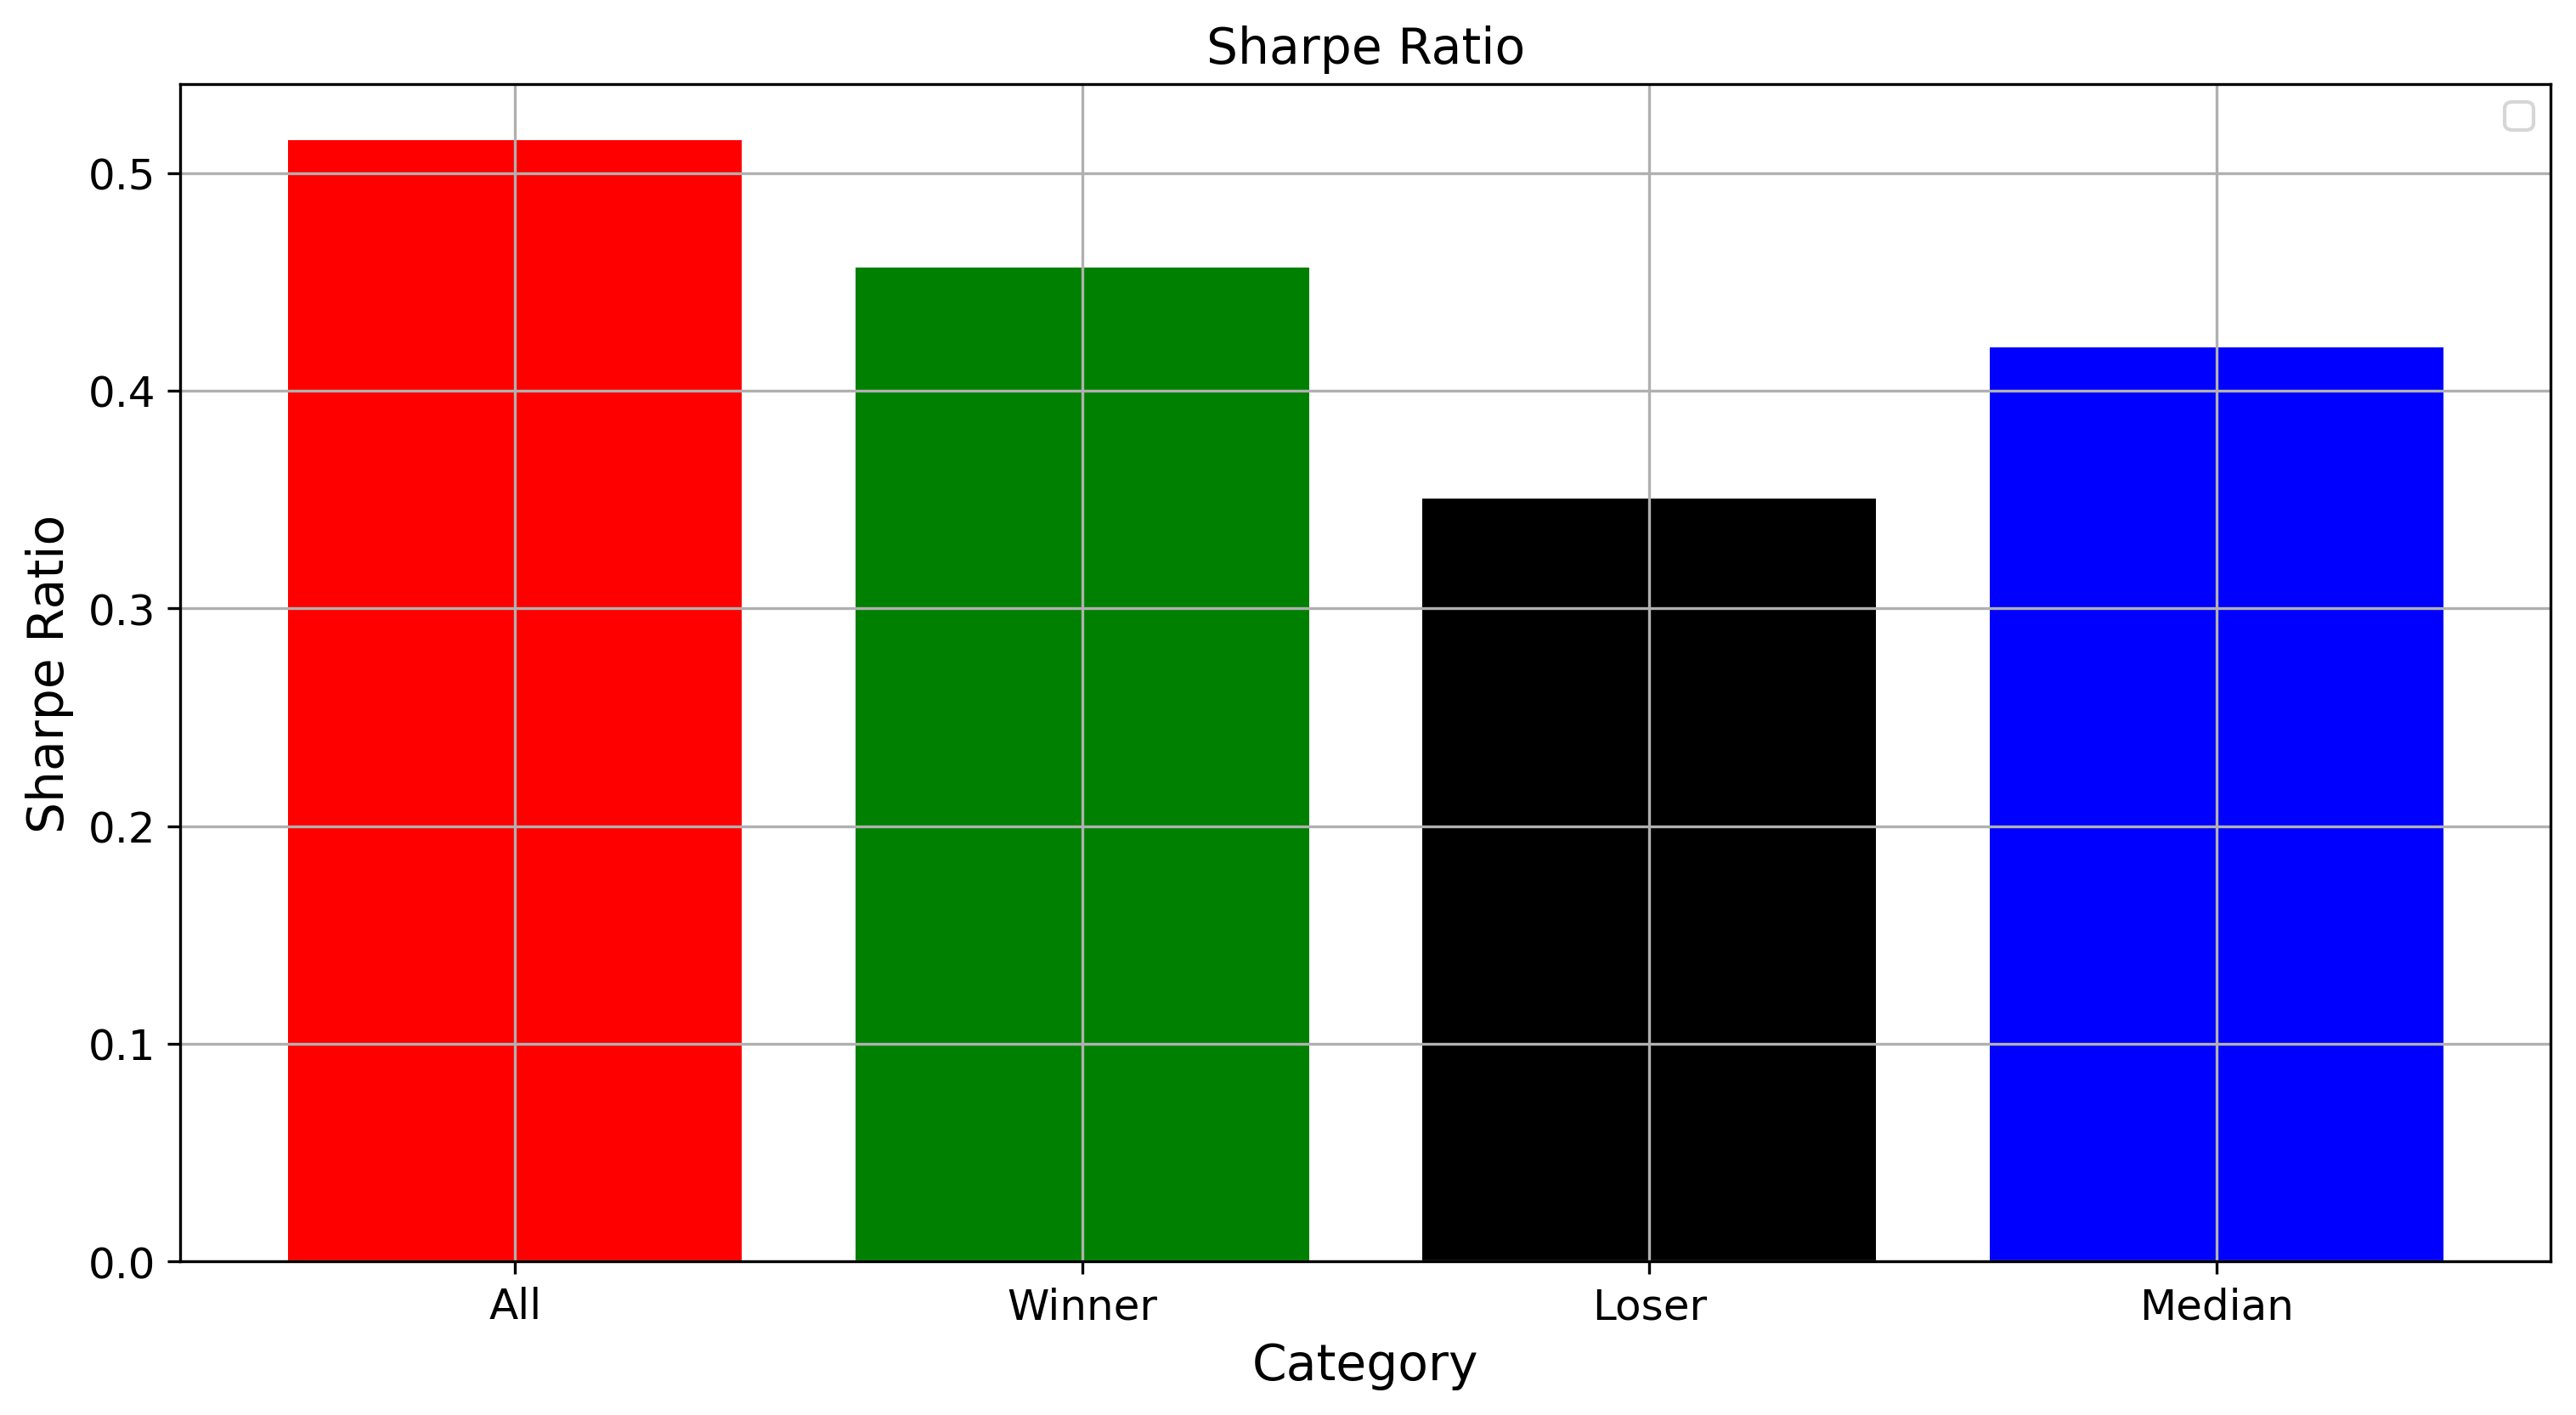 Sharpe Ratio
0.5
0.4
0.3
0.2
0.1
0.0
Sharpe Ratio
All
Winner
Loser
Median
Category